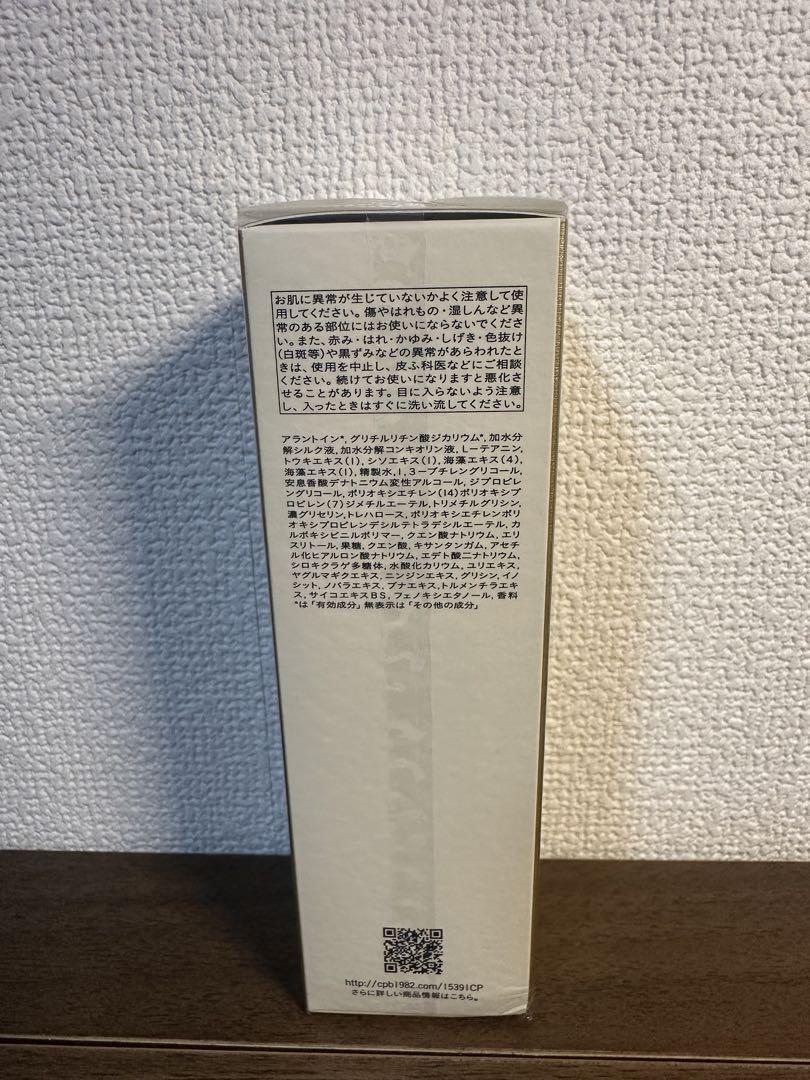 お肌に異常が生じていないかよく注意して使
用してください。傷やはれもの・湿しんなど異
常のある部位にはお使いにならないでくださ
い。また、赤み・はれ・かゆみ・しげき・色抜け
(白斑等)や黒ずみなどの異常があらわれたと
きは、使用を中止し、皮ふ科医などにご相談
ください。続けてお使いになりますと悪化さ
せることがあります。目に入らないよう注意
し、入ったときはすぐに洗い流してください。
アラントイン*,グリチルリチン酸ジカリウム*,加水分
解シルク液,加水分解コンキオリン液,L-テアニン,
トウキエキス(1),シソエキス(1),海藻エキス(4),
海藻エキス(1),精製水,1,3-ブチレングリコール,
安息香酸デナトニウム変性アルコール,ジプロピレ
ングリコール,ポリオキシエチレン(14)ポリオキシプ
ロピレン(7)ジメチルエーテル,トリメチルグリシン,
濃グリセリン,トレハロース,ポリオキシエチレンポリ
オキシプロピレンデシルテトラデシルエーテル,カ
ルボキシビニルポリマー,クエン酸ナトリウム,エリ
スリトール,果糖,クエン酸,キサンタンガム,アセチ
ル化ヒアルロン酸ナトリウム,エデト酸二ナトリウム,
シロキクラゲ多糖体,水酸化カリウム,ユリエキス,
ヤグルマギクエキス,ニンジンエキス,グリシン,イノ
シット,ノバラエキス,ブナエキス,トルメンチラエキ
ス,サイコエキスBS,フェノキシエタノール,香料
*は「有効成分」無表示は「その他の成分」
http://cpb1982.com/15391CP
さらに詳しい商品情報はこちら。